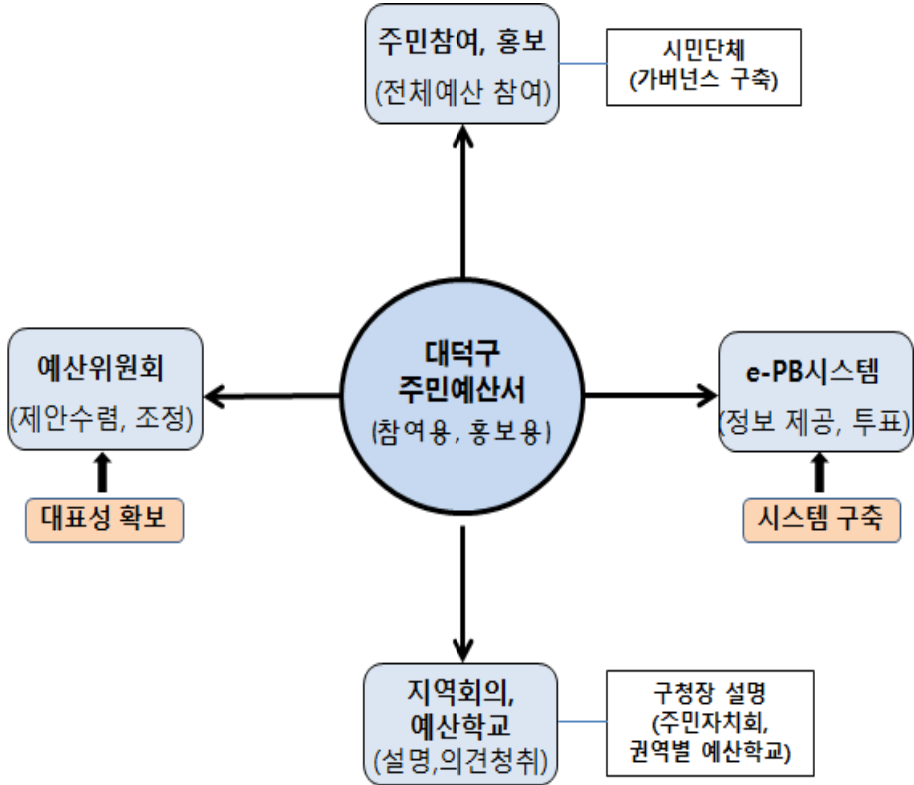 주민참여, 홍보
(전체예산 참여)
시민단체
(가버넌스 구축)
예산위원회
(제안수렴, 조정)
대표성 확보
대덕구
주민예산서
(참여용, 홍보용)
e-PB시스템
(정보 제공, 투표)
시스템 구축
지역회의,
예산학교
(설명,의견청취)
구청장 설명
(주민자치회,
권역별 예산학교)